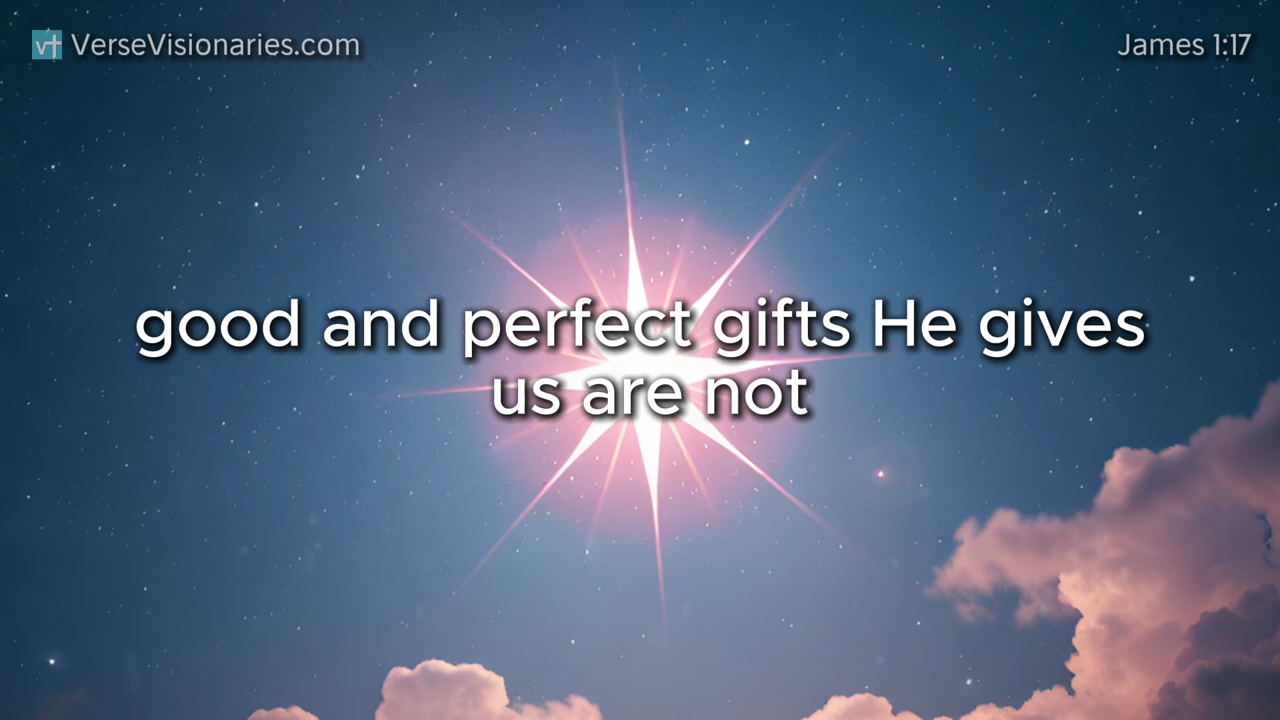 VerseVisionaries.com
James 1:17
good and perfect gifts He gives
us are not